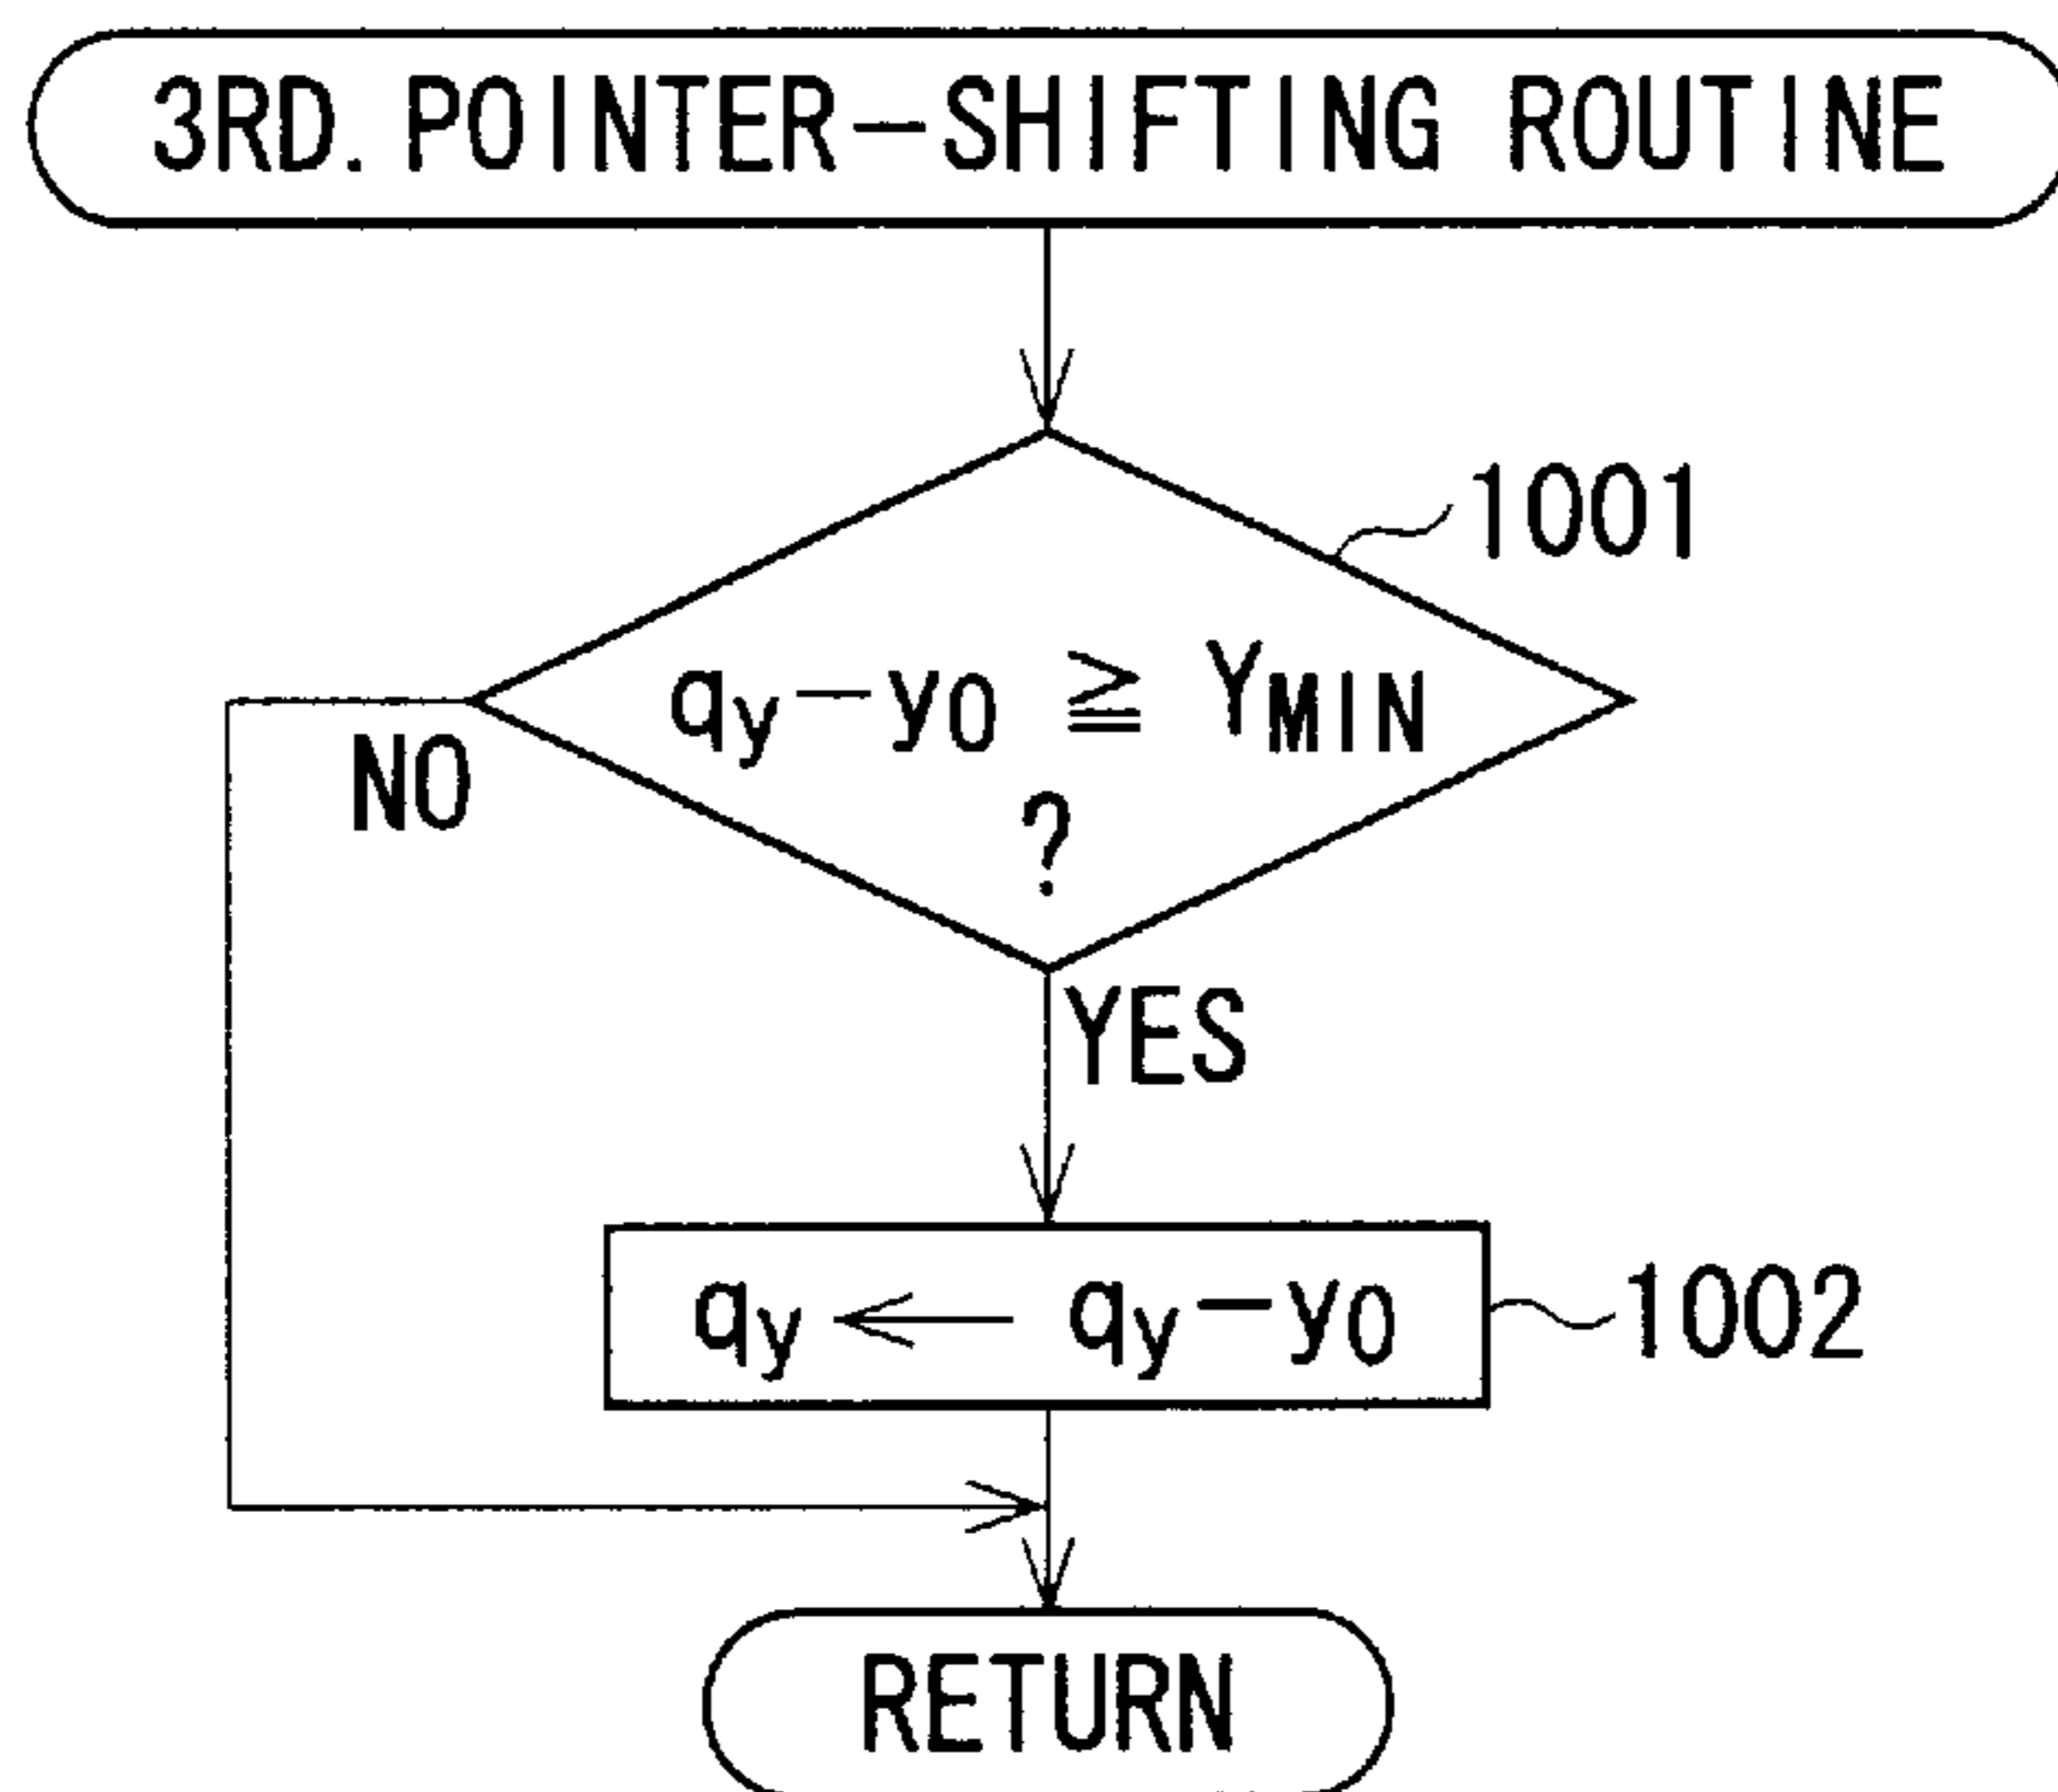 3RD. POINTER-SHIFTING ROUTINE
1001
qy-y0 ≧ YMIN
?
NO
YES
qy ← qy-y0
1002
RETURN